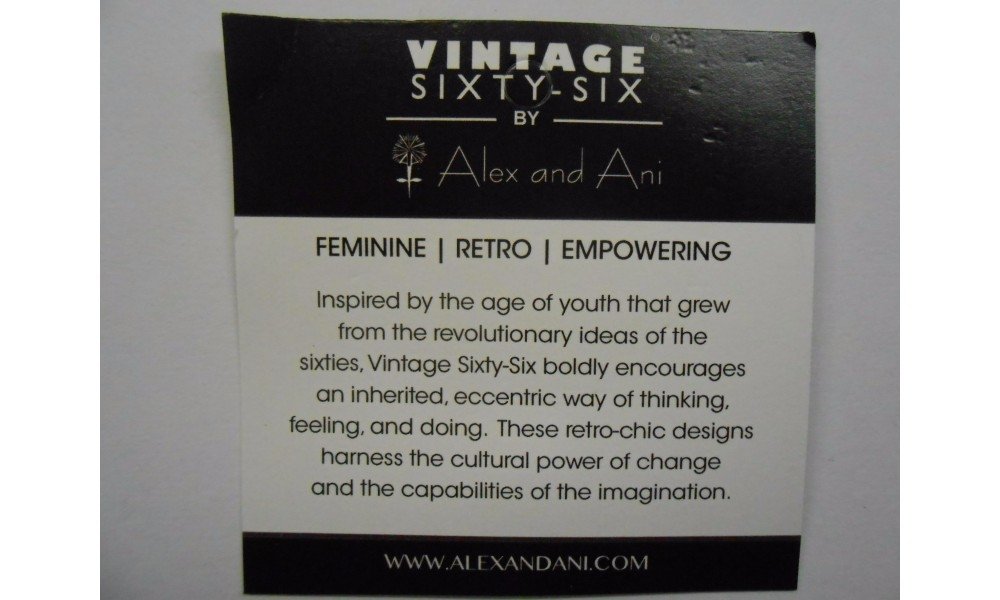 VINTAGE®
SIXTY-SIX
BY
Alex and Ani
FEMININE | RETRO | EMPOWERING
Inspired by the age of youth that grew
from the revolutionary ideas of the
sixties, Vintage Sixty-Six boldly encourages
an inherited, eccentric way of thinking,
feeling, and doing. These retro-chic designs
harness the cultural power of change
and the capabilities of the imagination.
WWW.ALEXANDANI.COM